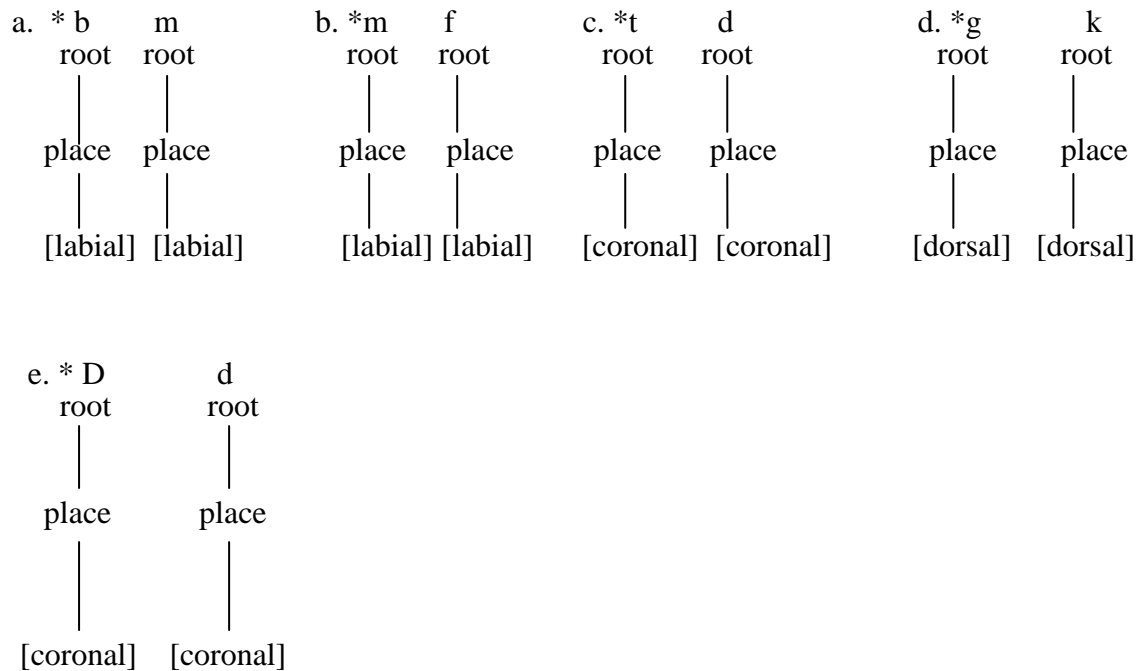 a. * b m b. *m f c. *t d d. *g k
root root root root root root root root
place place place place place place place place
[labial] [labial] [labial] [labial] [coronal] [coronal] [dorsal] [dorsal]
e. * D d
root root
place place
[coronal] [coronal]